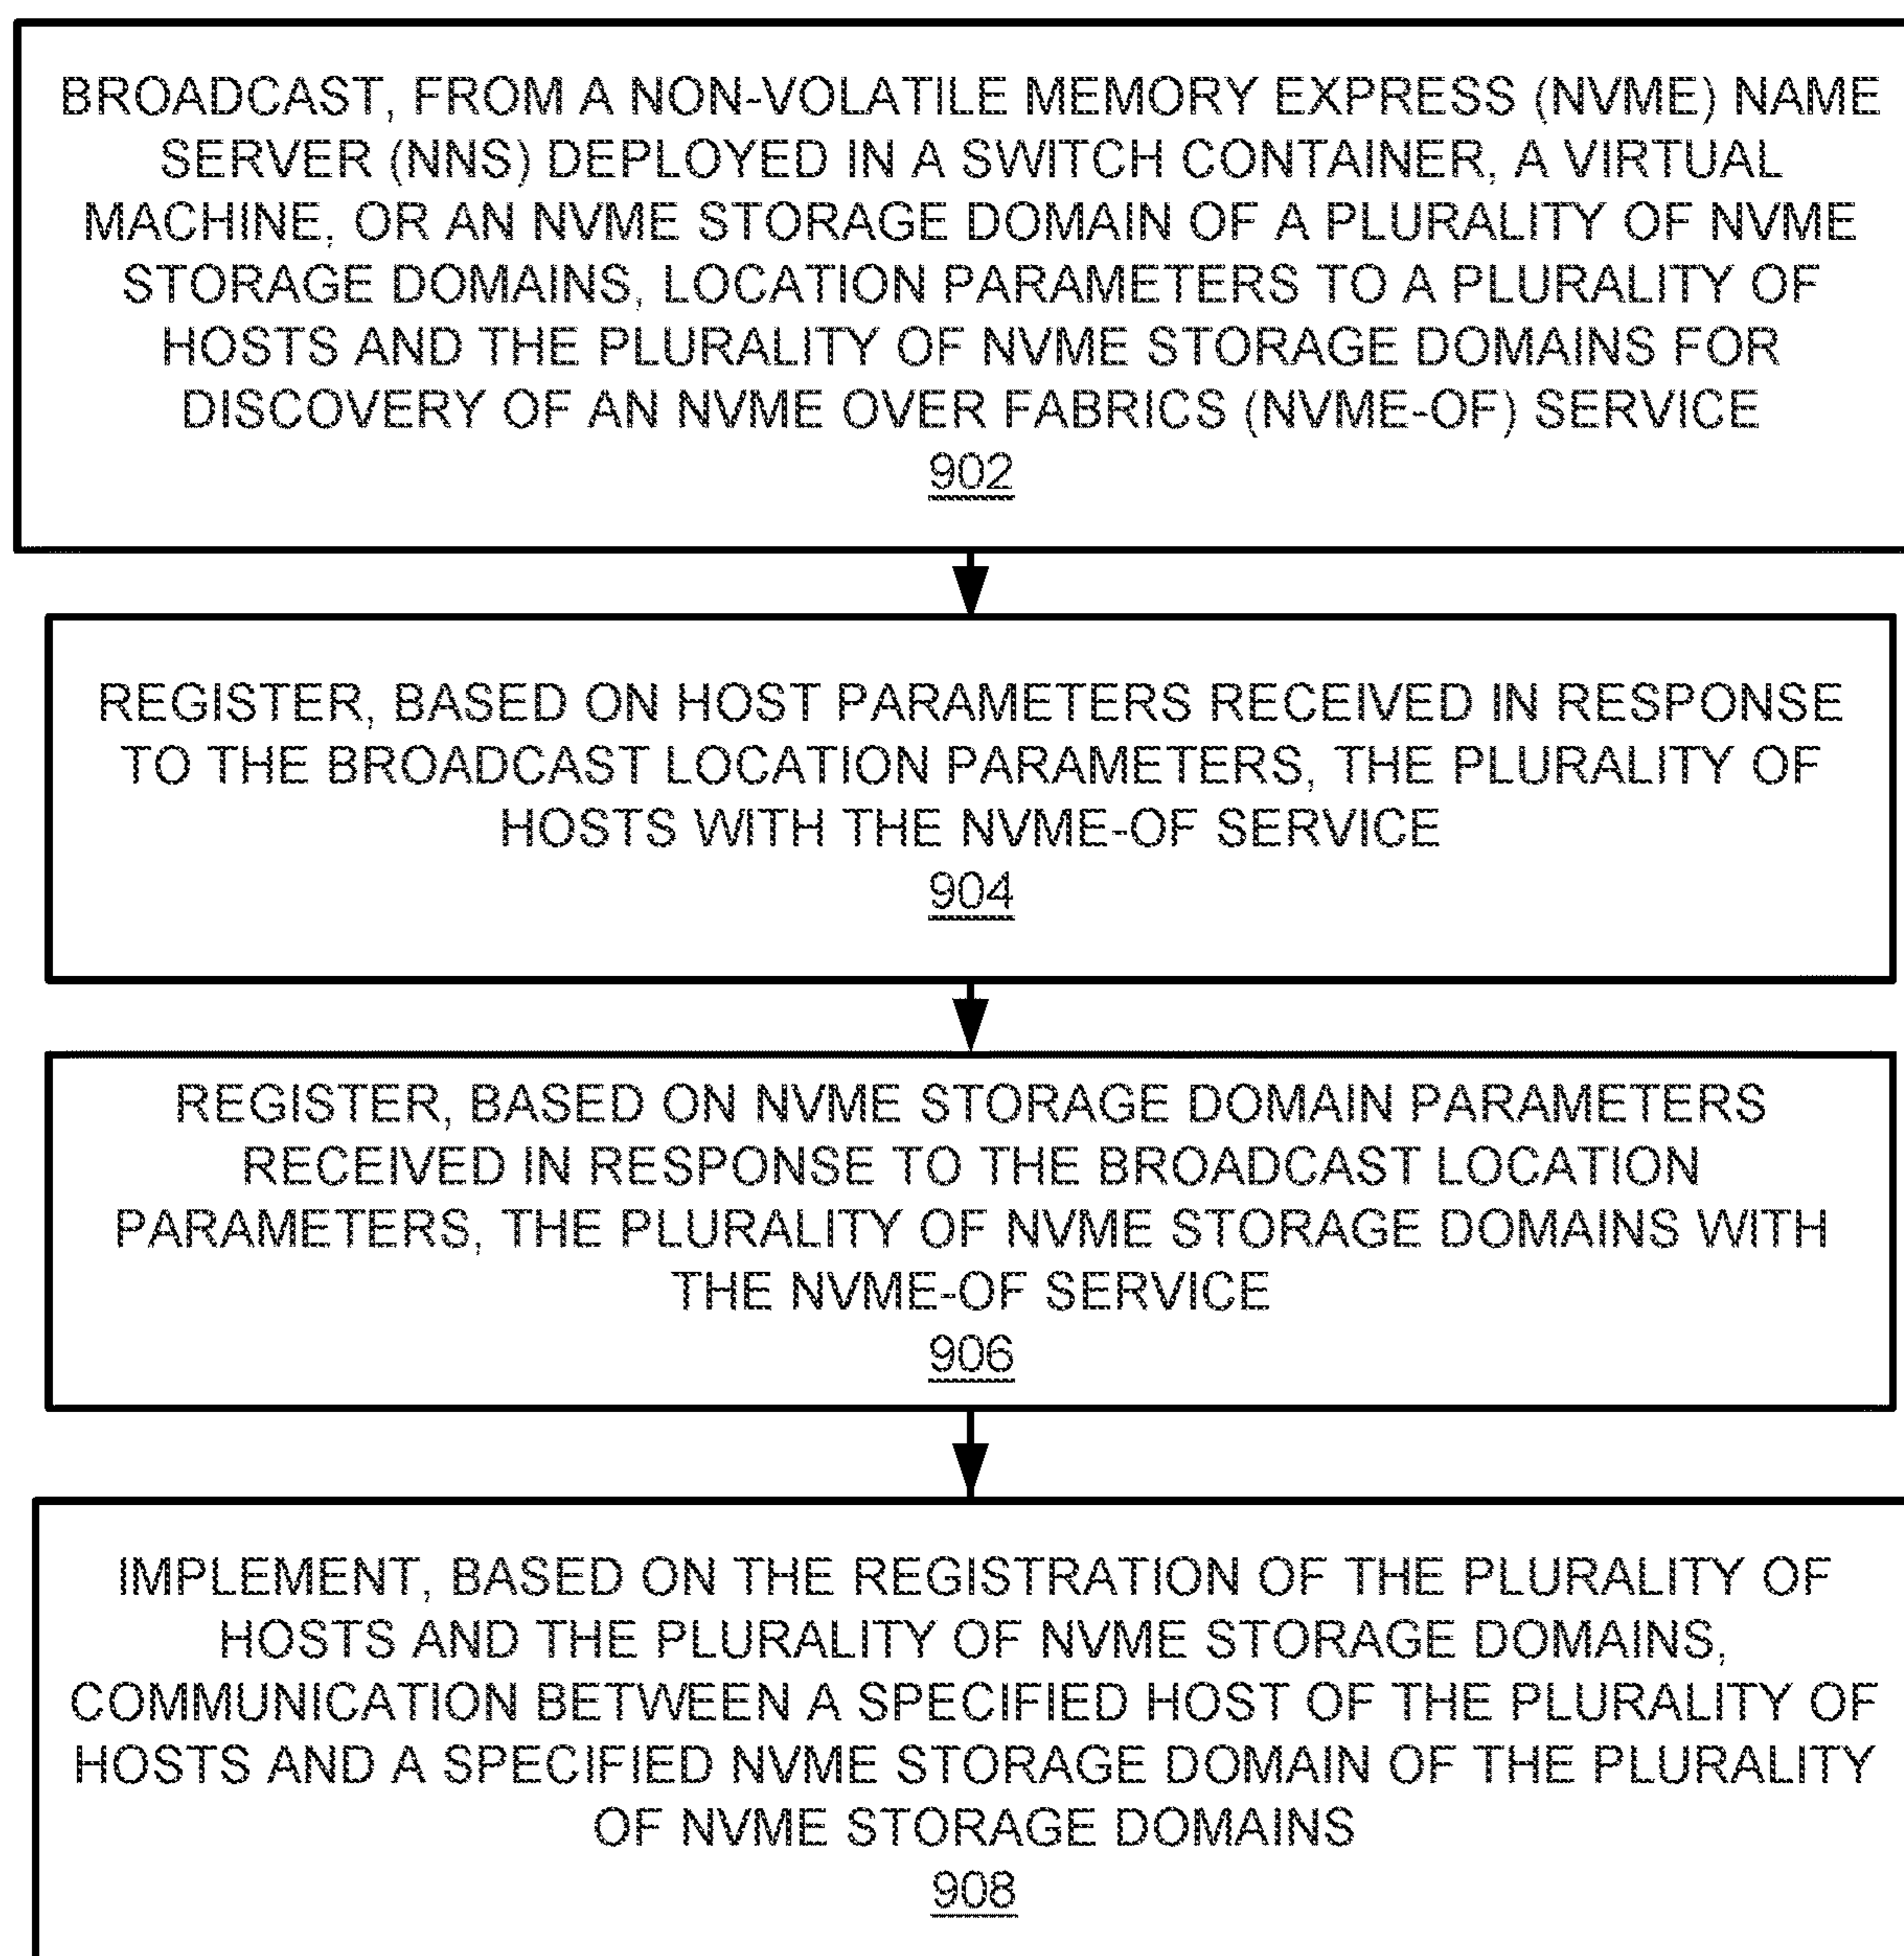 BROADCAST, FROM A NON-VOLATILE MEMORY EXPRESS (NVME) NAME
SERVER (NNS) DEPLOYED IN A SWITCH CONTAINER, A VIRTUAL
MACHINE, OR AN NVME STORAGE DOMAIN OF A PLURALITY OF NVME
STORAGE DOMAINS, LOCATION PARAMETERS TO A PLURALITY OF
HOSTS AND THE PLURALITY OF NVME STORAGE DOMAINS FOR
DISCOVERY OF AN NVME OVER FABRICS (NVME-OF) SERVICE
902
REGISTER, BASED ON HOST PARAMETERS RECEIVED IN RESPONSE
TO THE BROADCAST LOCATION PARAMETERS, THE PLURALITY OF
HOSTS WITH THE NVME-OF SERVICE
904
REGISTER, BASED ON NVME STORAGE DOMAIN PARAMETERS
RECEIVED IN RESPONSE TO THE BROADCAST LOCATION
PARAMETERS, THE PLURALITY OF NVME STORAGE DOMAINS WITH
THE NVME-OF SERVICE
906
IMPLEMENT, BASED ON THE REGISTRATION OF THE PLURALITY OF
HOSTS AND THE PLURALITY OF NVME STORAGE DOMAINS,
COMMUNICATION BETWEEN A SPECIFIED HOST OF THE PLURALITY OF
HOSTS AND A SPECIFIED NVME STORAGE DOMAIN OF THE PLURALITY
OF NVME STORAGE DOMAINS
908